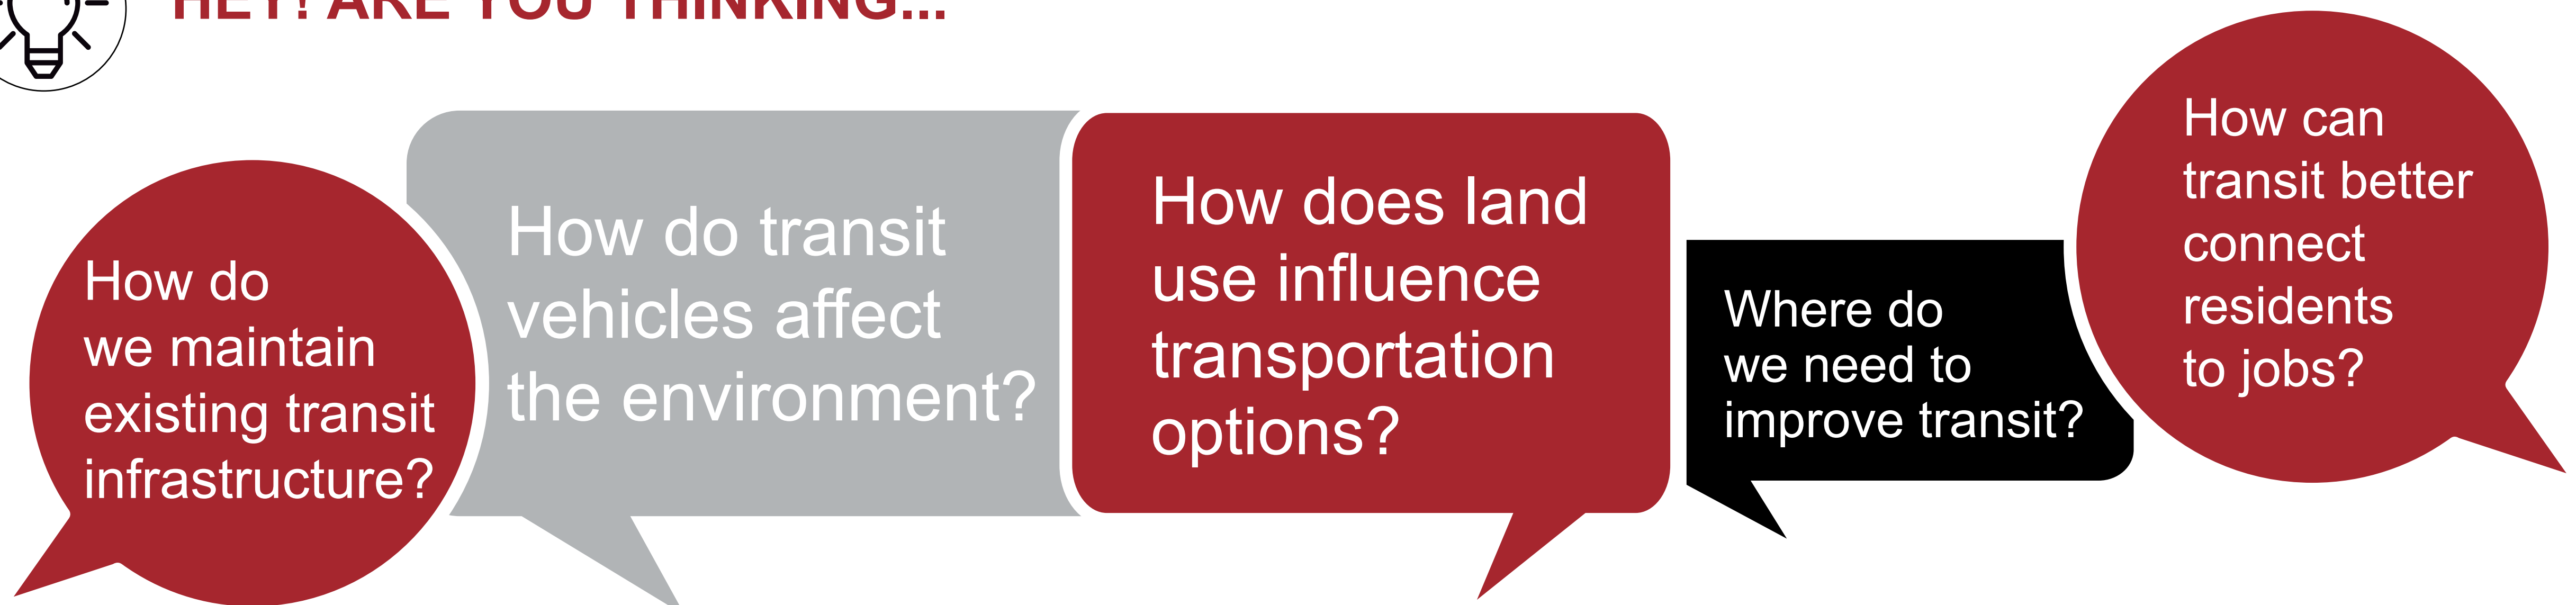 HEY! ARE YOU THINKING...
How do
we maintain
existing transit
infrastructure?
How do transit
vehicles affect
the environment?
How does land
use influence
transportation
options?
Where do
we need to
improve transit?
How can
transit better
connect
residents
to jobs?